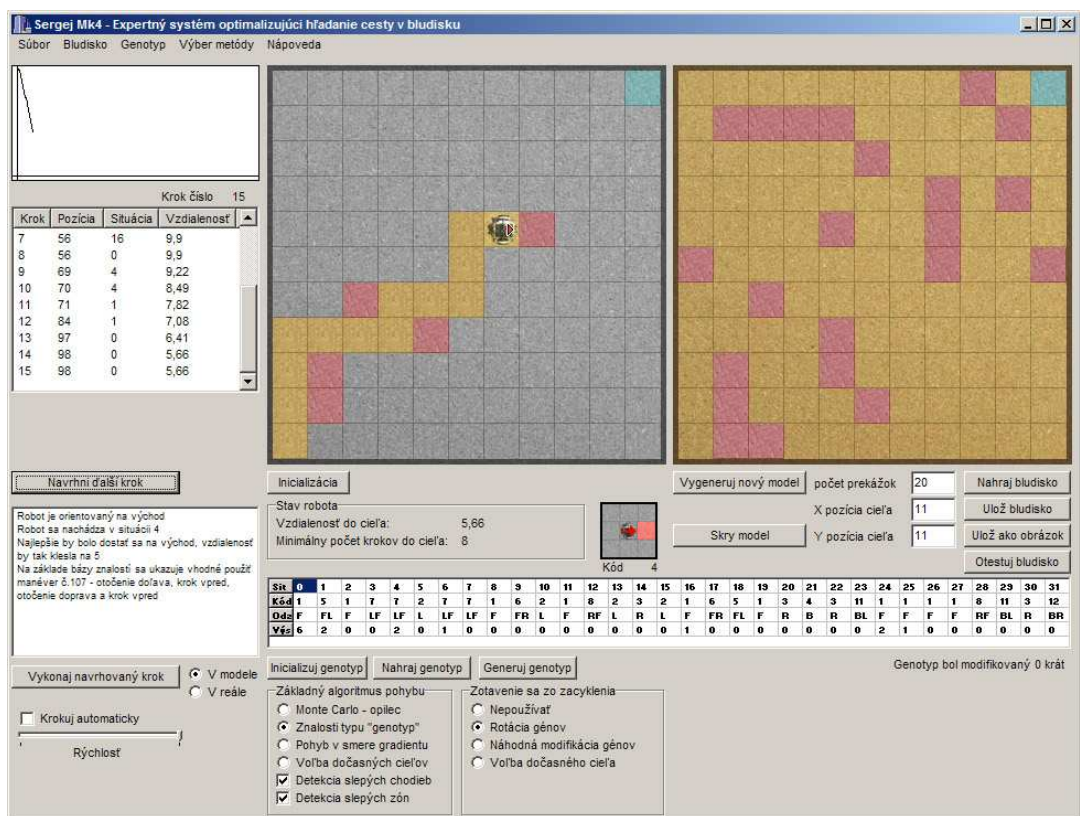 Sergej Mk4 - Expertný systém optimalizujúci hľadanie cesty v bludisku
Súbor Bludisko Genotyp Výber metódy Nápoveda
Krok číslo 15
Krok Pozícia Situácia Vzdialenosť
7 56 16 9,9
8 56 0 9,9
9 69 4 9,22
10 70 4 8,49
11 71 1 7,82
12 84 1 7,08
13 97 0 6,41
14 98 0 5,66
15 98 0 5,66
Navrhni ďalší krok
Robot je orientovaný na východ
Robot sa nachádza v situácii 4
Najlepšie by bolo dostať sa na východ, vzdialenosť
by tak klesla na 5
Na základe bázy znalostí sa ukazuje vhodné použiť
manéver č.107 - otočenie doľava, krok vpred,
otočenie doprava a krok vpred
Vykonaj navrhovaný krok
V modele
V reále
Krokuj automaticky
Rýchlosť
Inicializácia
Stav robota
Vzdialenosť do cieľa: 5,66
Minimálny počet krokov do cieľa: 8
Kód 4
Vygeneruj nový model
Skry model
počet prekážok 20
X pozícia cieľa 11
Y pozícia cieľa 11
Nahraj bludisko
Ulož bludisko
Ulož ako obrázok
Otestuj bludisko
Sit 0 1 2 3 4 5 6 7 8 9 10 11 12 13 14 15 16 17 18 19 20 21 22 23 24 25 26 27 28 29 30 31
Kód 1 5 1 7 7 2 7 7 1 6 2 1 8 2 3 2 1 6 5 1 3 4 3 11 1 1 1 1 8 11 3 12
Odz F FL F LF LF L LF LF F FR L F RF L R L F FR FL F R B R BL F F F F RF BL R BR
Výs 6 2 0 0 2 0 1 0 0 0 0 0 0 0 0 0 1 0 0 0 0 0 0 0 2 1 0 0 0 0 0 0
Inicializuj genotyp Nahraj genotyp Generuj genotyp
Genotyp bol modifikovaný 0 krát
Základný algoritmus pohybu
Monte Carlo - opilec
Znalosti typu "genotyp"
Pohyb v smere gradientu
Voľba dočasných cieľov
Detekcia slepých chodieb
Detekcia slepých zón
Zotavenie sa zo zacyklenia
Nepoužívať
Rotácia génov
Náhodná modifikácia génov
Voľba dočasného cieľa